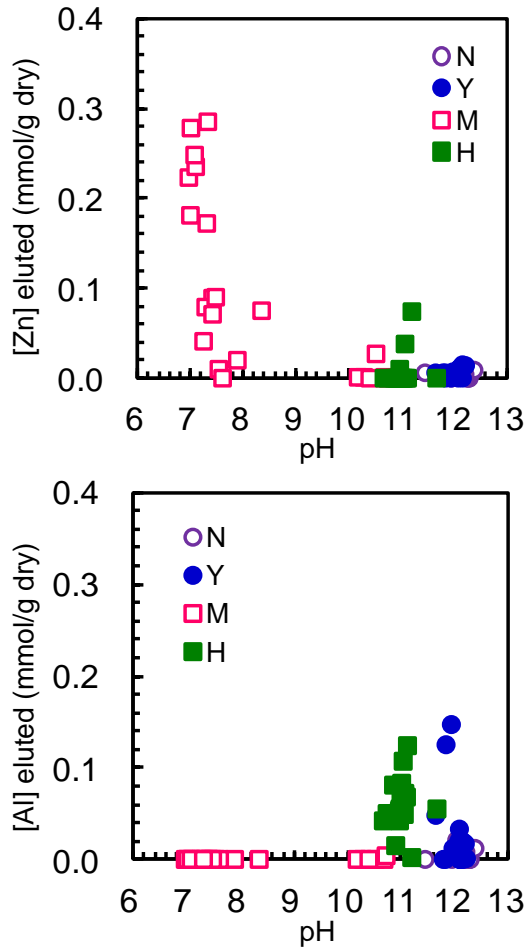 [Zn] eluted (mmol/g dry)
0.4
0.3
0.2
0.1
0.0
N
Y
M
H
6 7 8 9 10 11 12 13
pH
[Al] eluted (mmol/g dry)
0.4
0.3
0.2
0.1
0.0
N
Y
M
H
6 7 8 9 10 11 12 13
pH